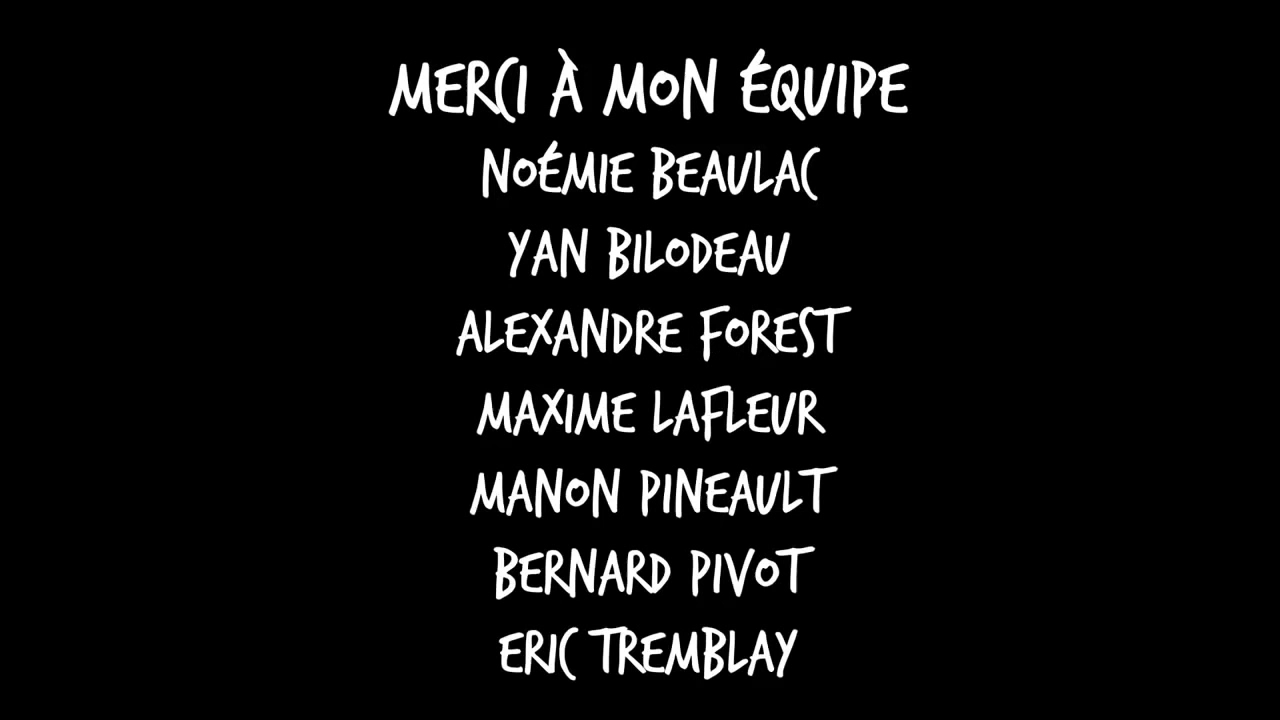 MERCI À MON ÉQUIPE
NOÉMIE BEAULAC
YAN BILODEAU
ALEXANDRE FOREST
MAXIME LAFLEUR
MANON PINEAULT
BERNARD PIVOT
ERIC TREMBLAY